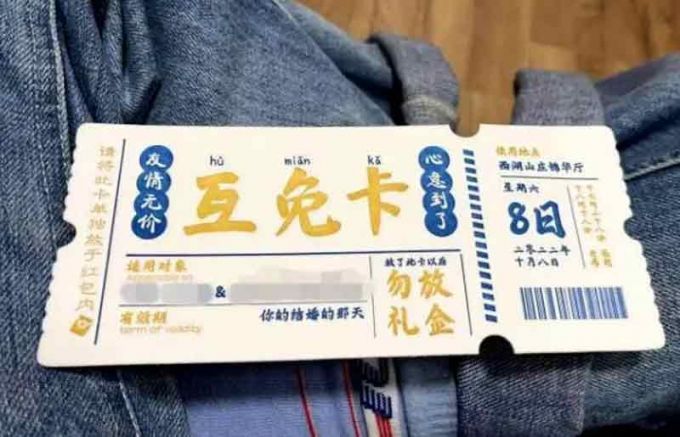 请将此卡单独放于红包内
友情无价
hù miǎn kǎ
互免卡
心意到了
适用对象
&
有效期
term of validity
你的结婚的那天
放了此卡以后
勿放
礼金
使用地点
西湖山庄锦华厅
星期六
8日
二〇二二年
十月八日